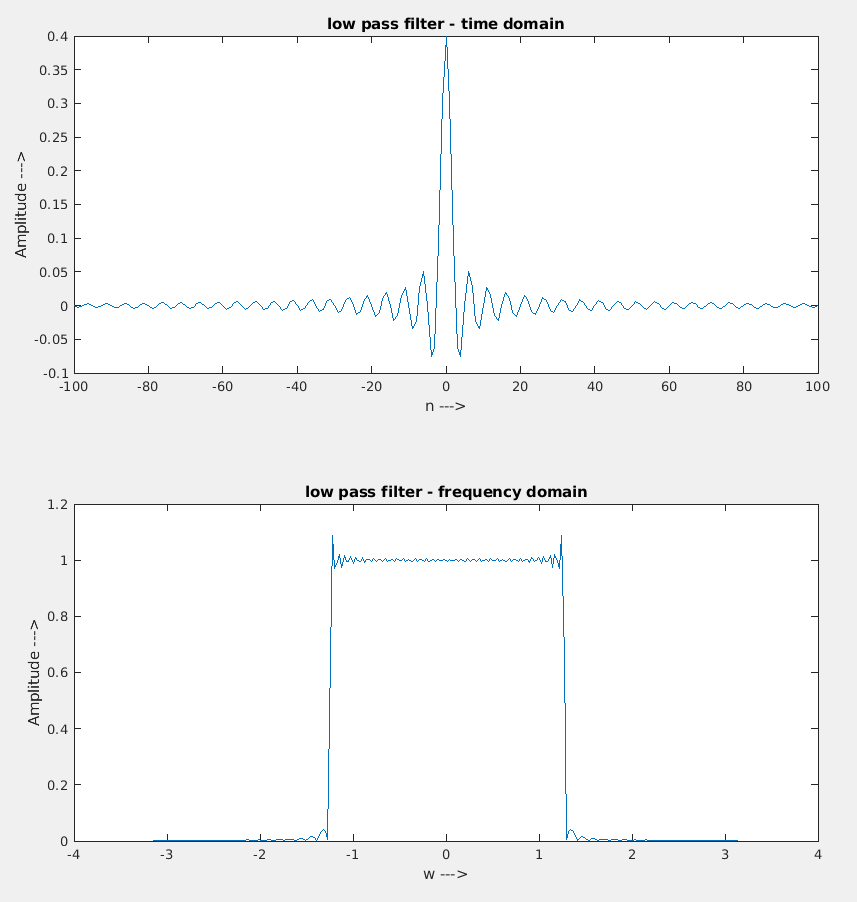 low pass filter - time domain
0.4
0.35
0.3
0.25
0.2
0.15
0.1
0.05
0
-0.05
-0.1
Amplitude --->
-100 -80 -60 -40 -20 0 20 40 60 80 100
n --->
low pass filter - frequency domain
1.2
1
0.8
0.6
0.4
0.2
0
Amplitude --->
-4 -3 -2 -1 0 1 2 3 4
w --->